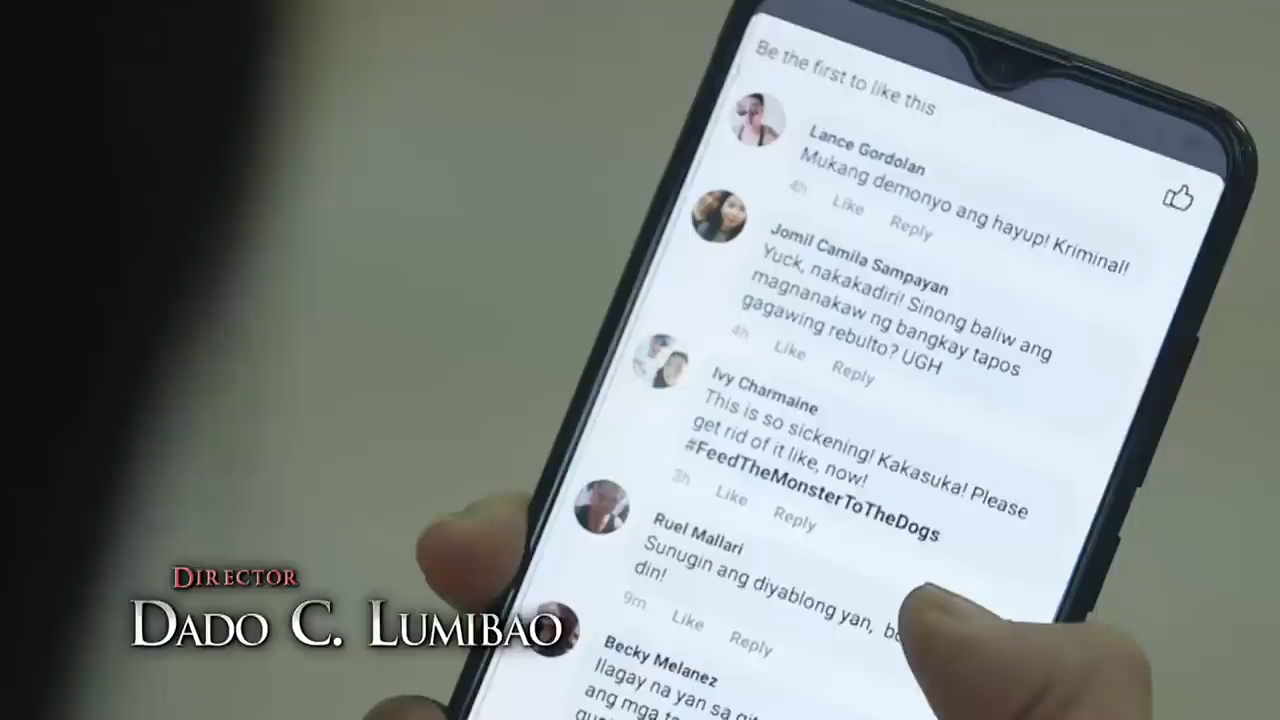 Be the first to like this
Lance Gordolan
Mukang demonyo ang hayup! Kriminal!
4h Like Reply
Jomil Camila Sampayan
Yuck, nakakadiri! Sinong baliw ang
magnanakaw ng bangkay tapos
gagawing rebulto? UGH
4h Like Reply
Ivy Charmaine
This is so sickening! Kakasuka! Please
get rid of it like, now!
#FeedTheMonsterToTheDogs
Like Reply
Ruel Mallari
Sunugin ang diyablong yan,
din!
9m Like Reply
Becky Melanez
Ilagay na yan sa
ang mga
DIRECTOR
DADO C. LUMIBAO